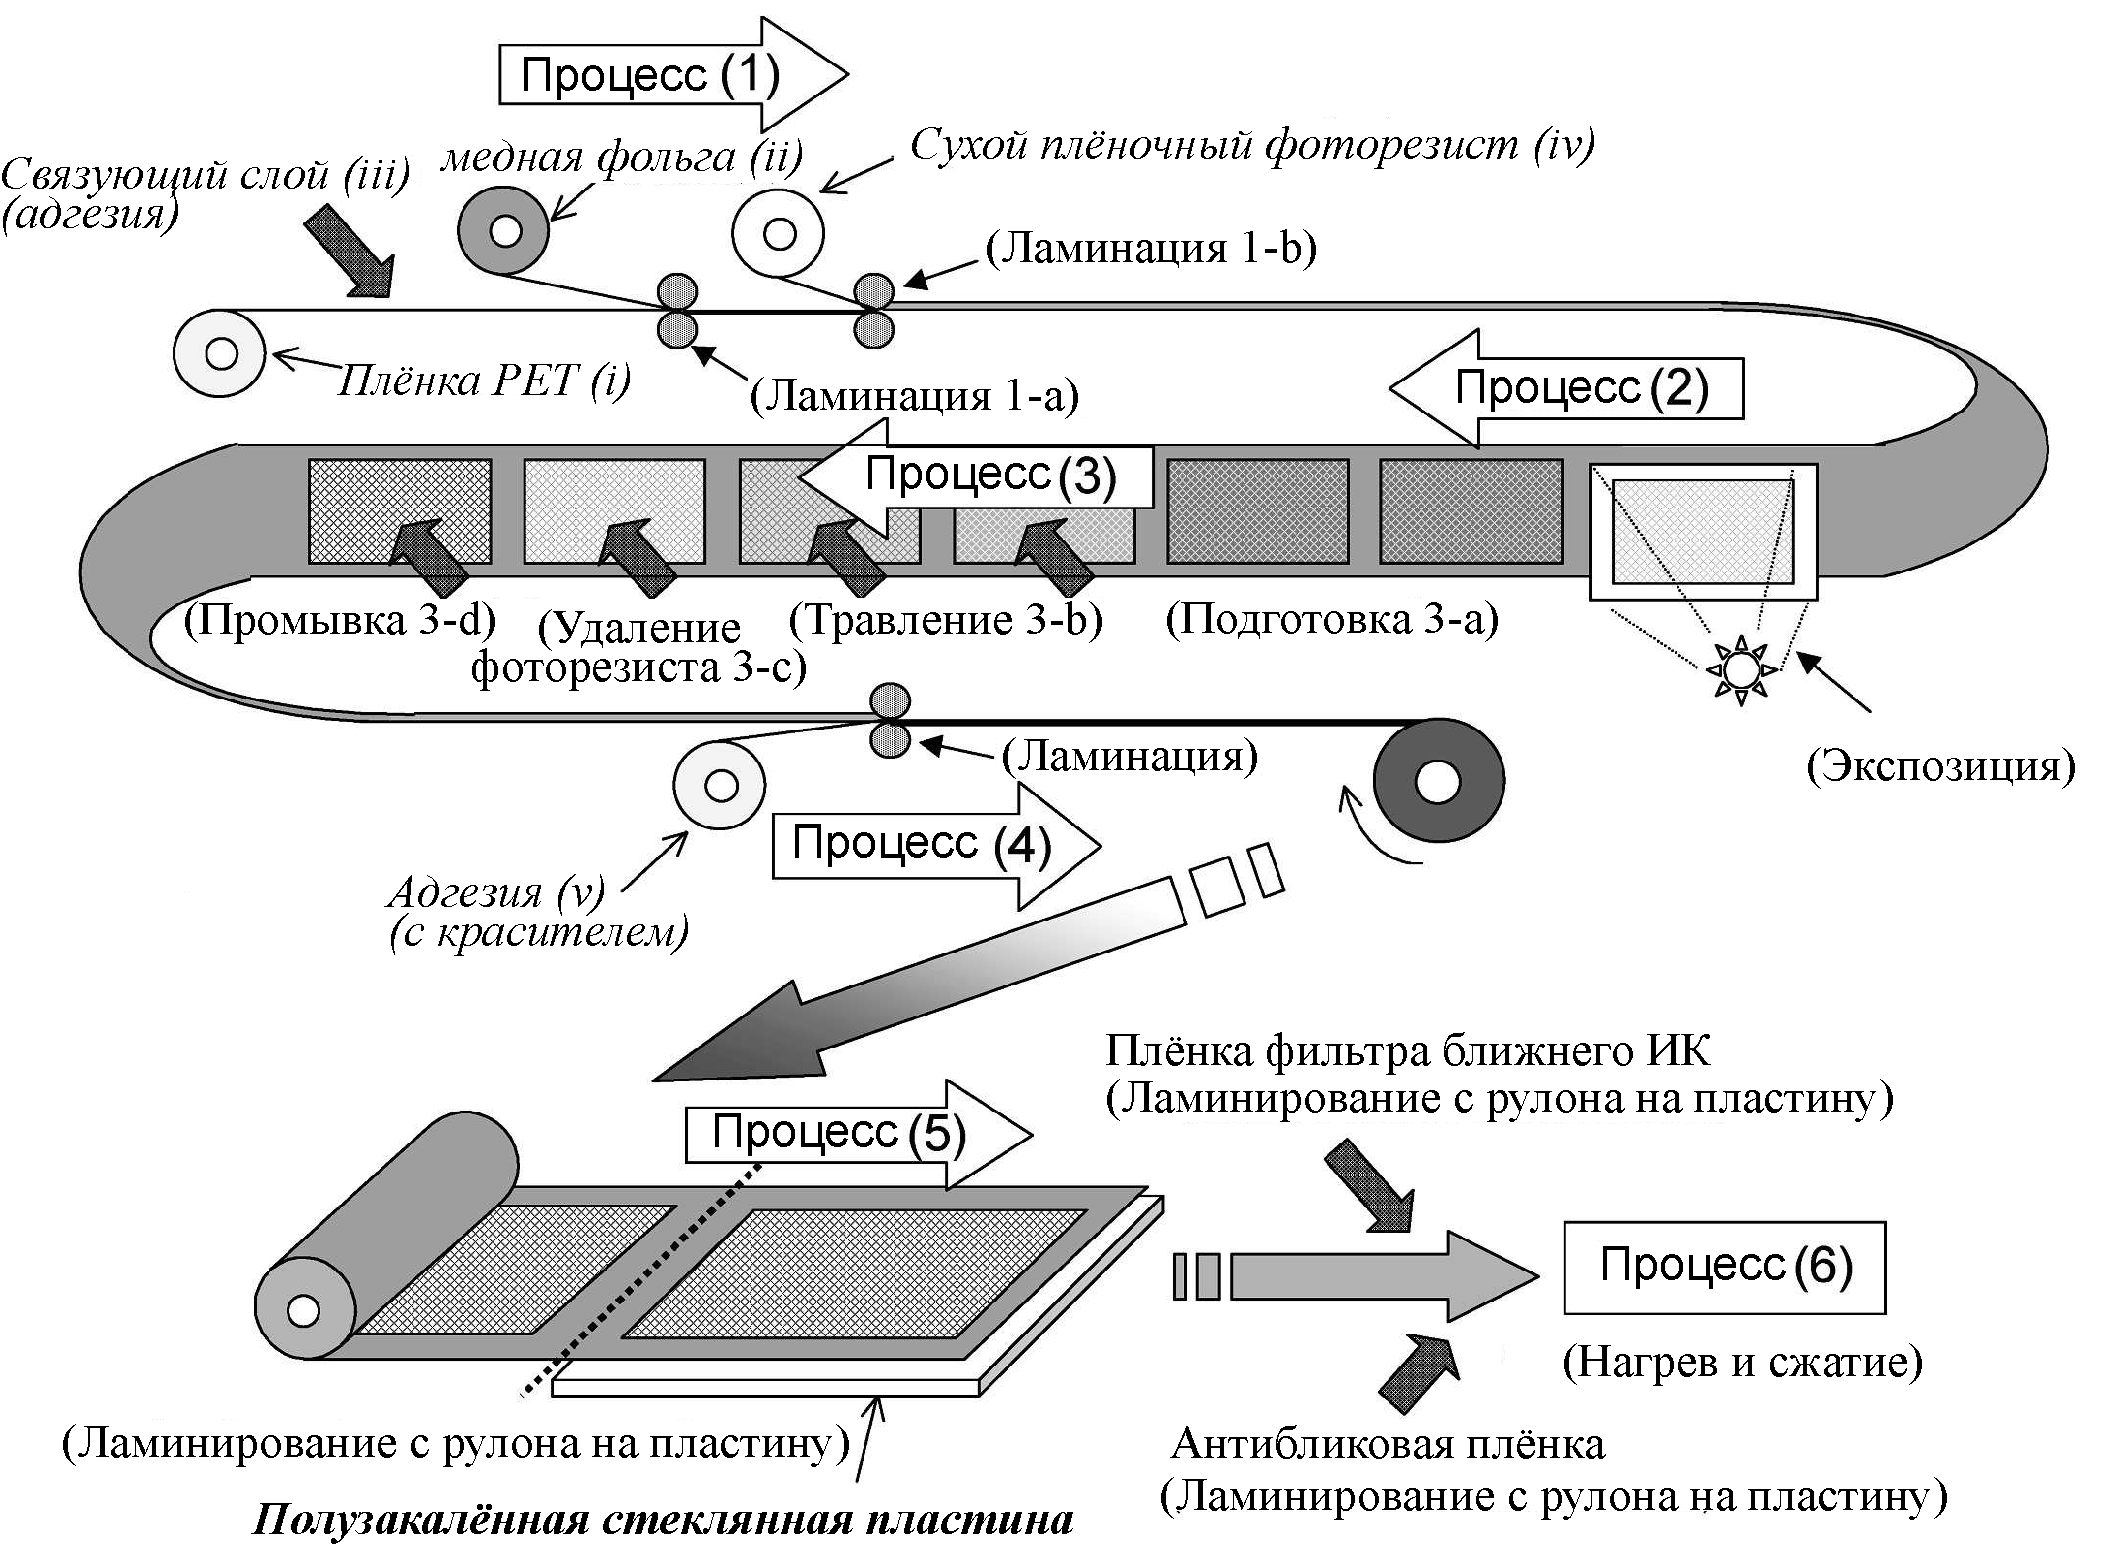 Процесс (1)
медная фольга (ii)
Сухой плёночный фоторезист (iv)
Связующий слой (iii)
(адгезия)
(Ламинация 1-b)
Плёнка PET (i)
(Ламинация 1-a)
Процесс (2)
Процесс (3)
(Промывка 3-d)
(Удаление
фоторезиста 3-c)
(Травление 3-b)
(Подготовка 3-a)
(Ламинация)
(Экспозиция)
Процесс (4)
Адгезия (v)
(с красителем)
Плёнка фильтра ближнего ИК
(Ламинирование с рулона на пластину)
Процесс (5)
Процесс (6)
(Нагрев и сжатие)
(Ламинирование с рулона на пластину)
Антибликовая плёнка
(Ламинирование с рулона на пластину)
Полузакалённая стеклянная пластина